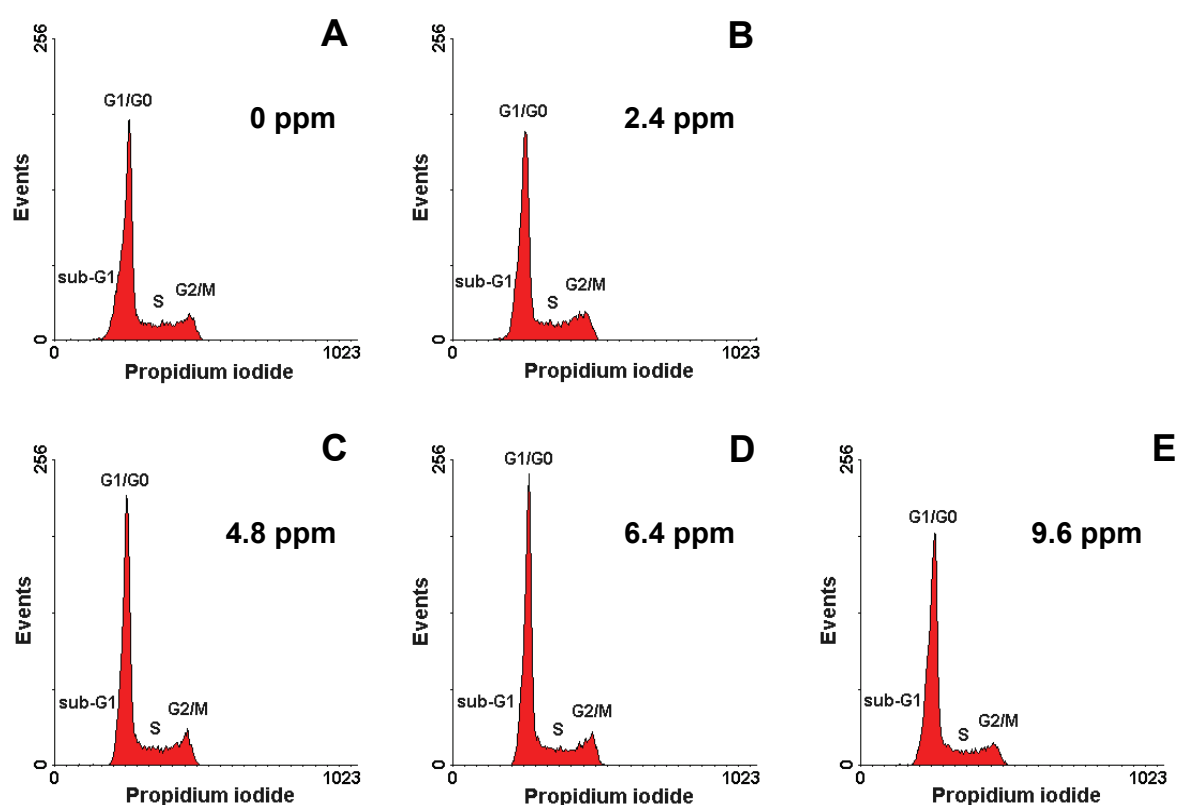 A
256
G1/G0
0 ppm
Events
sub-G1
S
G2/M
0
0
1023
Propidium iodide
B
256
G1/G0
2.4 ppm
Events
sub-G1
S
G2/M
0
0
1023
Propidium iodide
C
256
G1/G0
4.8 ppm
Events
sub-G1
S
G2/M
0
0
1023
Propidium iodide
D
256
G1/G0
6.4 ppm
Events
sub-G1
S
G2/M
0
0
1023
Propidium iodide
E
256
G1/G0
9.6 ppm
Events
sub-G1
S
G2/M
0
0
1023
Propidium iodide